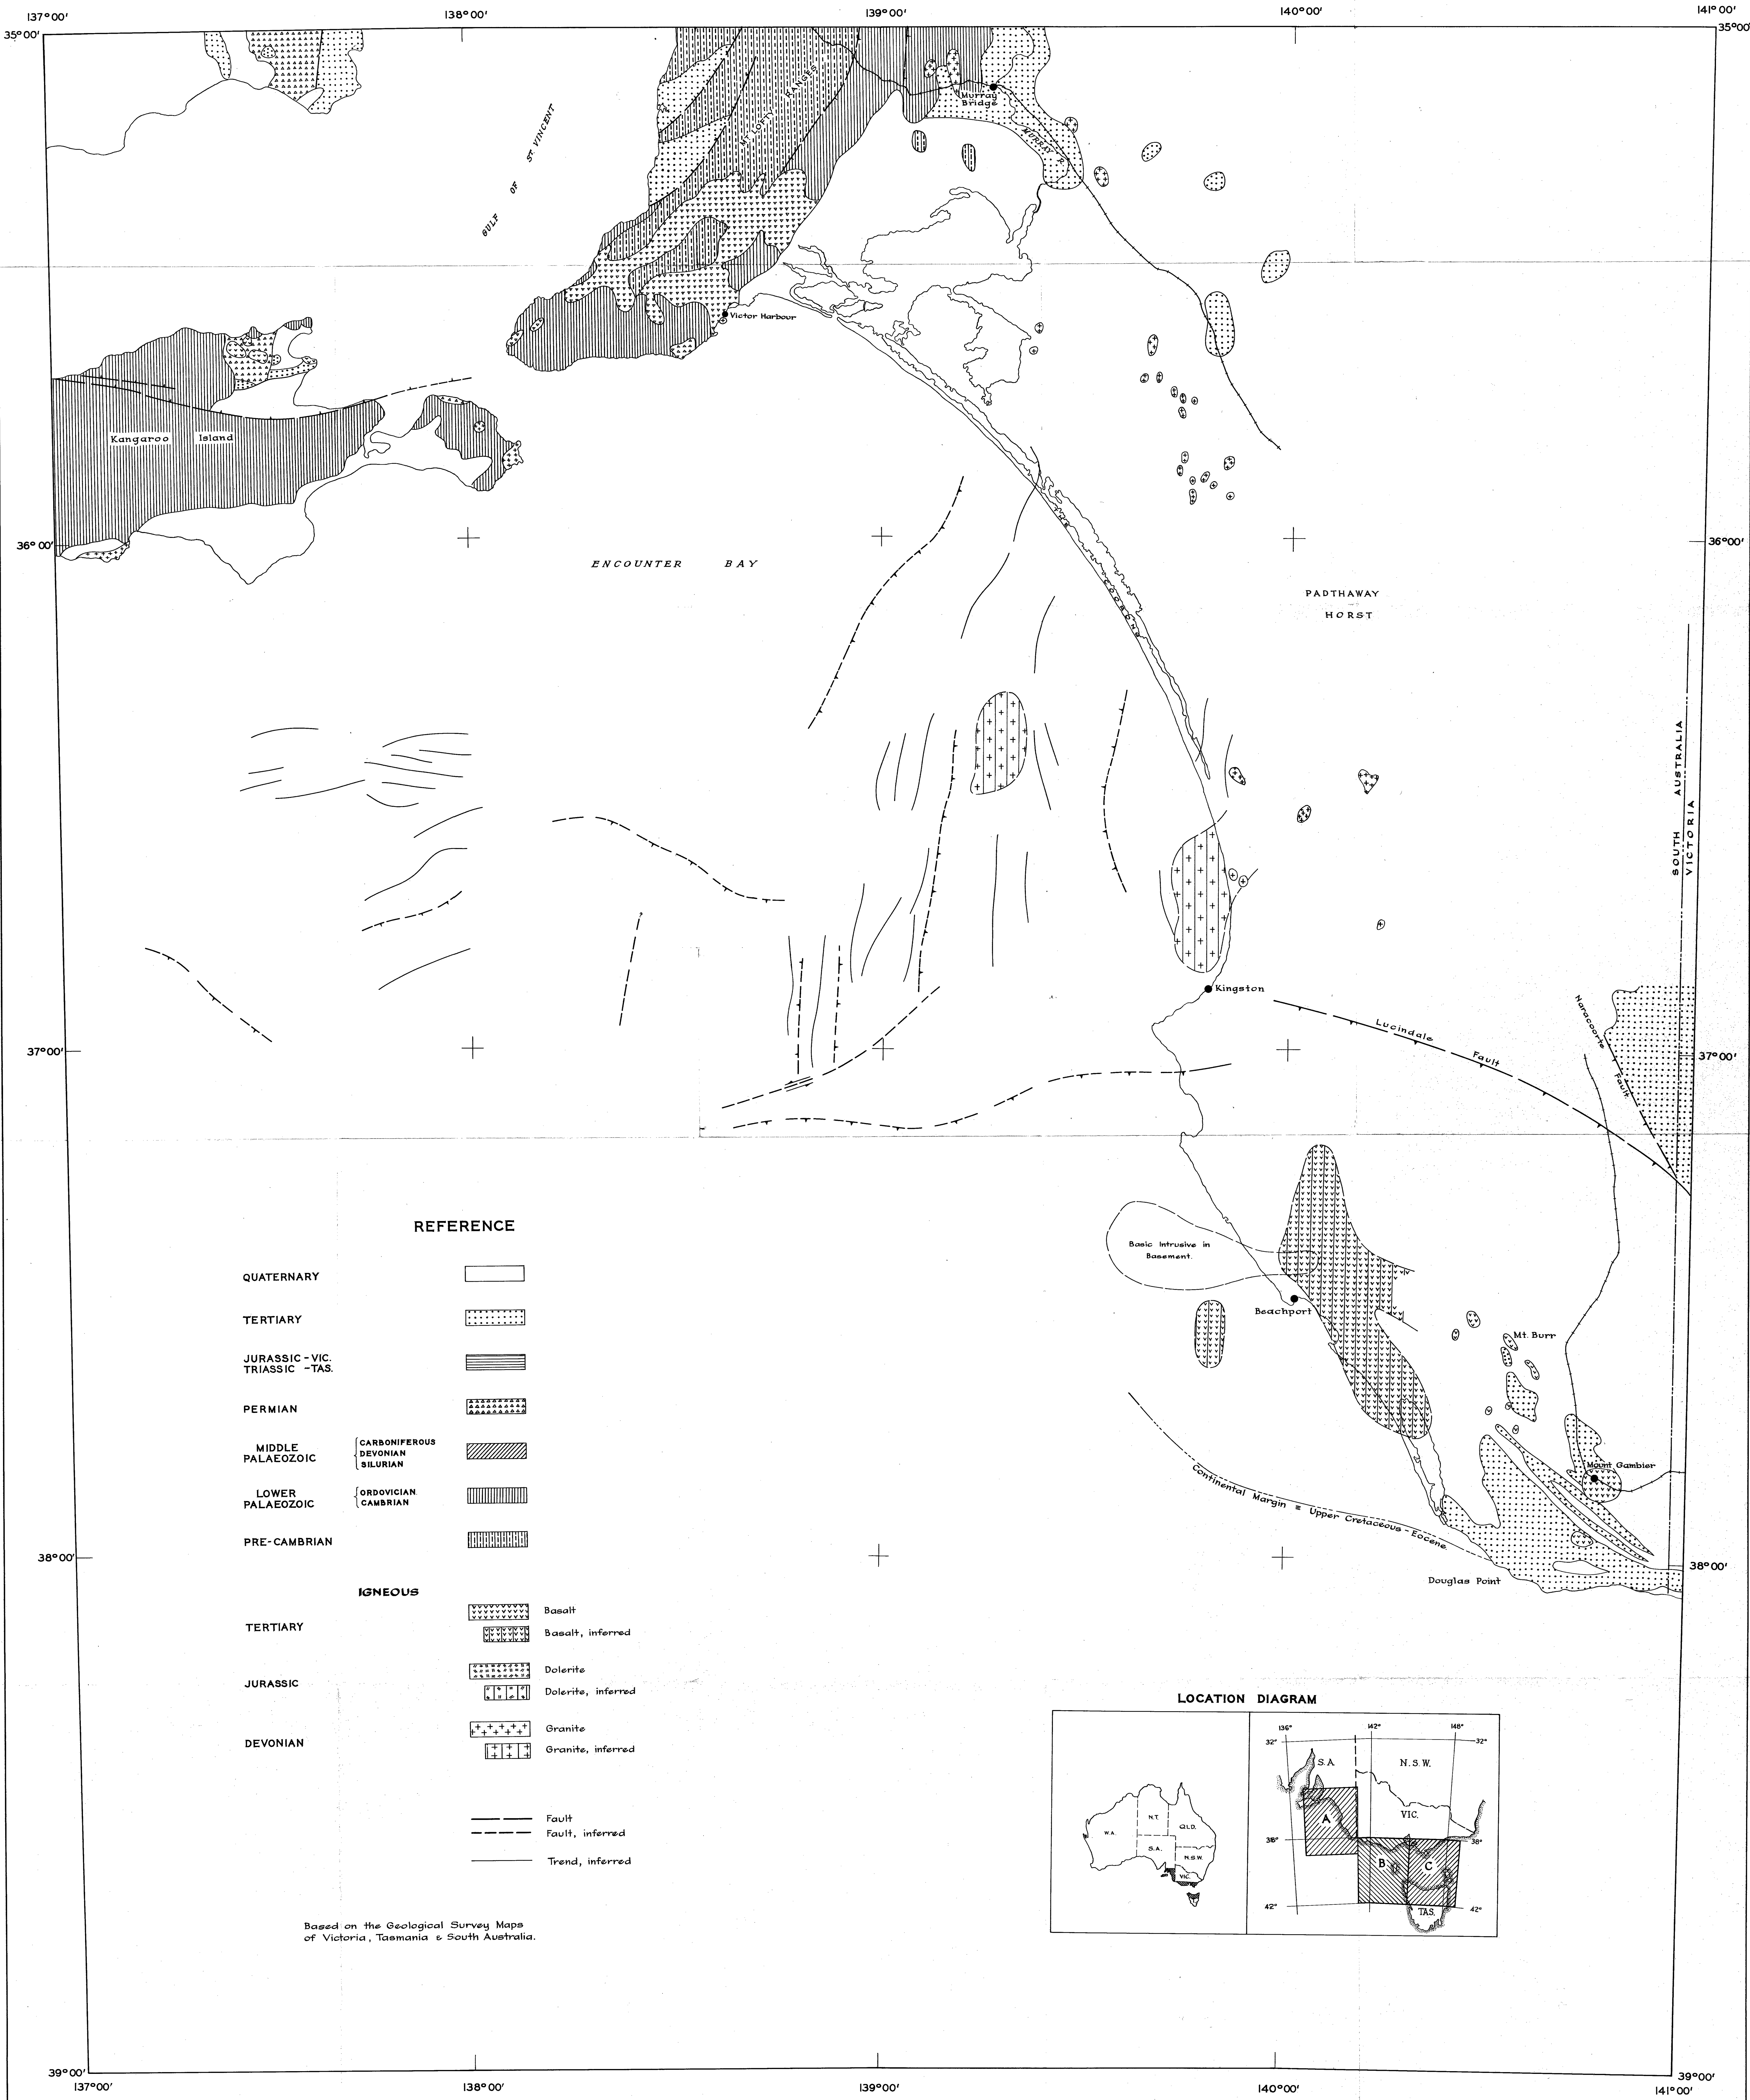 137°00'
138°00'
139°00'
140°00'
141°00'
35°00'
35°00'
GULF OF ST. VINCENT
MT. LOFTY RANGES
Murray
Bridge
MURRAY R.
Victor Harbour
Kangaroo Island
36°00'
36°00'
ENCOUNTER BAY
THE COORONG
PADTHAWAY
HORST
SOUTH AUSTRALIA
VICTORIA
Kingston
Lucindale Fault
Naracoorte Fault
37°00'
37°00'
Basic Intrusive in
Basement.
Beachport
Mt. Burr
Mount Gambier
Continental Margin = Upper Cretaceous - Eocene
Douglas Point
38°00'
38°00'
REFERENCE
QUATERNARY
TERTIARY
JURASSIC - VIC.
TRIASSIC - TAS.
PERMIAN
MIDDLE
PALAEOZOIC
CARBONIFEROUS
DEVONIAN
SILURIAN
LOWER
PALAEOZOIC
ORDOVICIAN
CAMBRIAN
PRE-CAMBRIAN
IGNEOUS
TERTIARY
Basalt
Basalt, inferred
JURASSIC
Dolerite
Dolerite, inferred
DEVONIAN
Granite
Granite, inferred
Fault
Fault, inferred
Trend, inferred
Based on the Geological Survey Maps
of Victoria, Tasmania & South Australia.
LOCATION DIAGRAM
W.A.
N.T.
QLD.
S.A.
N.S.W.
VIC.
136°
142°
148°
32°
32°
S.A.
N.S.W.
VIC.
A
38°
38°
B
C
42°
42°
TAS.
39°00'
39°00'
137°00'
138°00'
139°00'
140°00'
141°00'